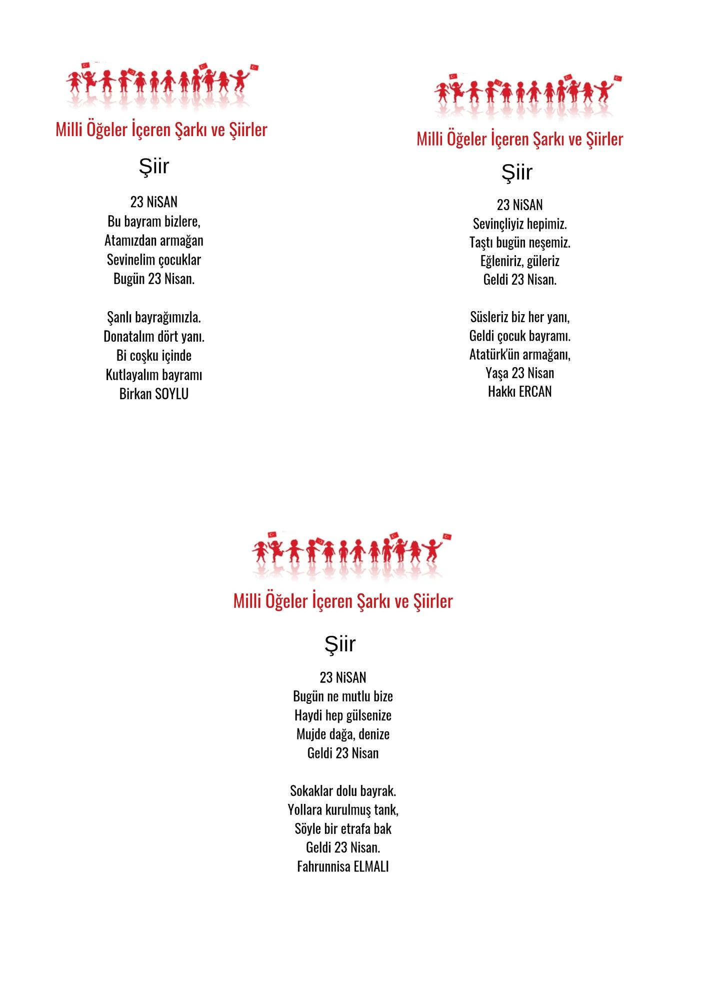 Milli Öğeler İçeren Şarkı ve Şiirler
Şiir
23 NiSAN
Bu bayram bizlere,
Atamızdan armağan
Sevinelim çocuklar
Bugün 23 Nisan.
Şanlı bayrağımızla.
Donatalım dört yanı.
Bi coşku içinde
Kutlayalım bayramı
Birkan SOYLU
Milli Öğeler İçeren Şarkı ve Şiirler
Şiir
23 NiSAN
Sevinçliyiz hepimiz.
Taştı bugün neşemiz.
Eğleniriz, güleriz
Geldi 23 Nisan.
Süsleriz biz her yanı,
Geldi çocuk bayramı.
Atatürk'ün armağanı,
Yaşa 23 Nisan
Hakkı ERCAN
Milli Öğeler İçeren Şarkı ve Şiirler
Şiir
23 NiSAN
Bugün ne mutlu bize
Haydi hep gülsenize
Mujde dağa, denize
Geldi 23 Nisan
Sokaklar dolu bayrak.
Yollara kurulmuş tank,
Söyle bir etrafa bak
Geldi 23 Nisan.
Fahrunnisa ELMALI